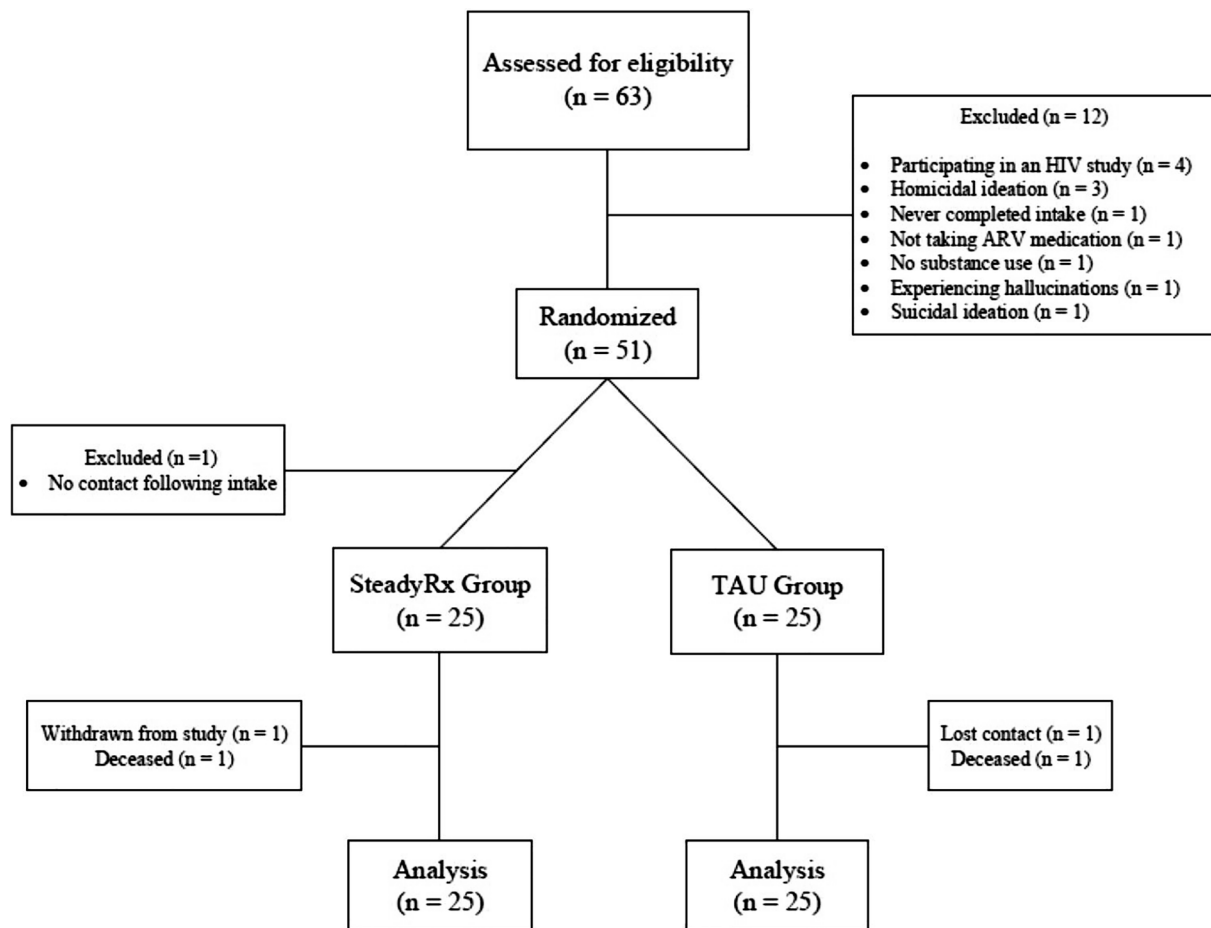 Assessed for eligibility
(n = 63)
Excluded (n = 12)
• Participating in an HIV study (n = 4)
• Homicidal ideation (n = 3)
• Never completed intake (n = 1)
• Not taking ARV medication (n = 1)
• No substance use (n = 1)
• Experiencing hallucinations (n = 1)
• Suicidal ideation (n = 1)
Randomized
(n = 51)
Excluded (n =1)
• No contact following intake
SteadyRx Group
(n = 25)
TAU Group
(n = 25)
Withdrawn from study (n = 1)
Deceased (n = 1)
Lost contact (n = 1)
Deceased (n = 1)
Analysis
(n = 25)
Analysis
(n = 25)